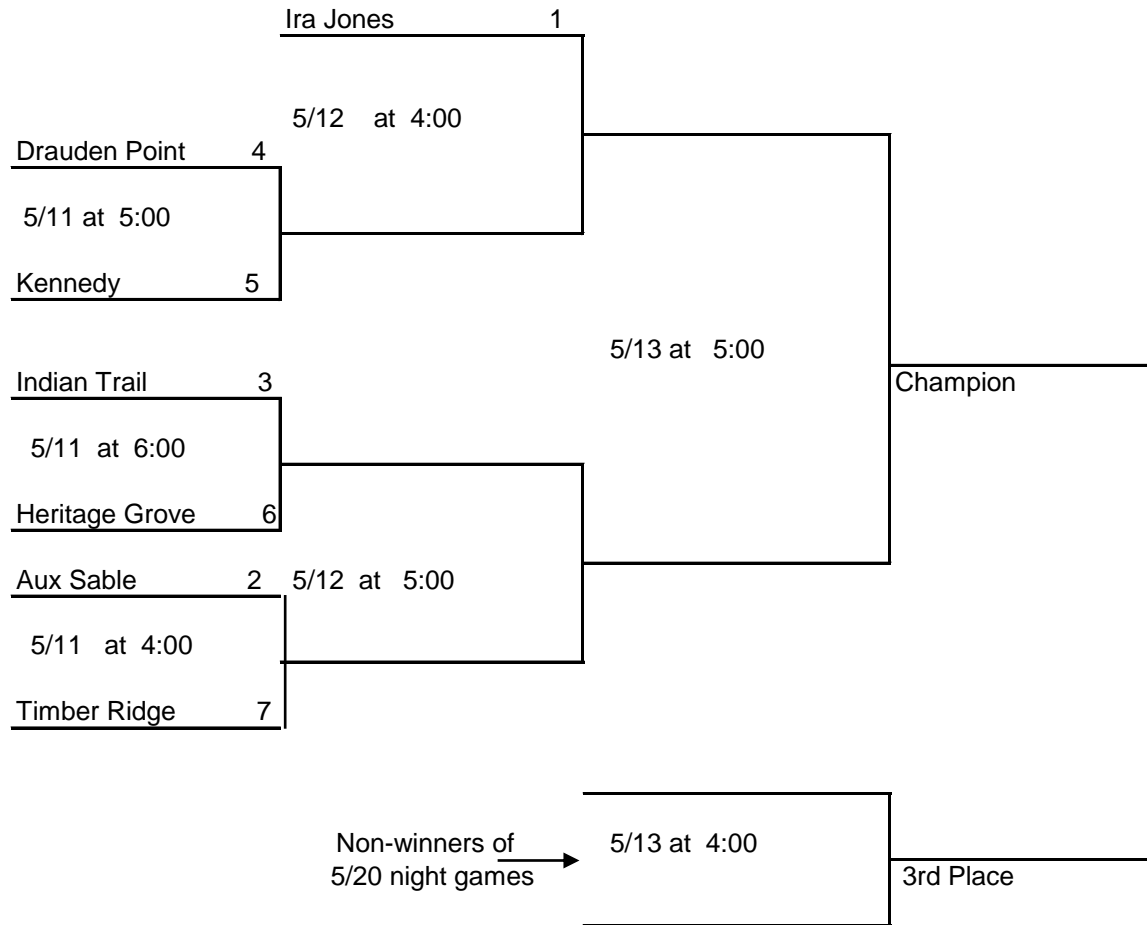 Ira Jones 1
5/12 at 4:00
Drauden Point 4
5/11 at 5:00
Kennedy 5
5/13 at 5:00
Indian Trail 3
Champion
5/11 at 6:00
Heritage Grove 6
Aux Sable 2
5/12 at 5:00
5/11 at 4:00
Timber Ridge 7
Non-winners of
5/20 night games
5/13 at 4:00
3rd Place